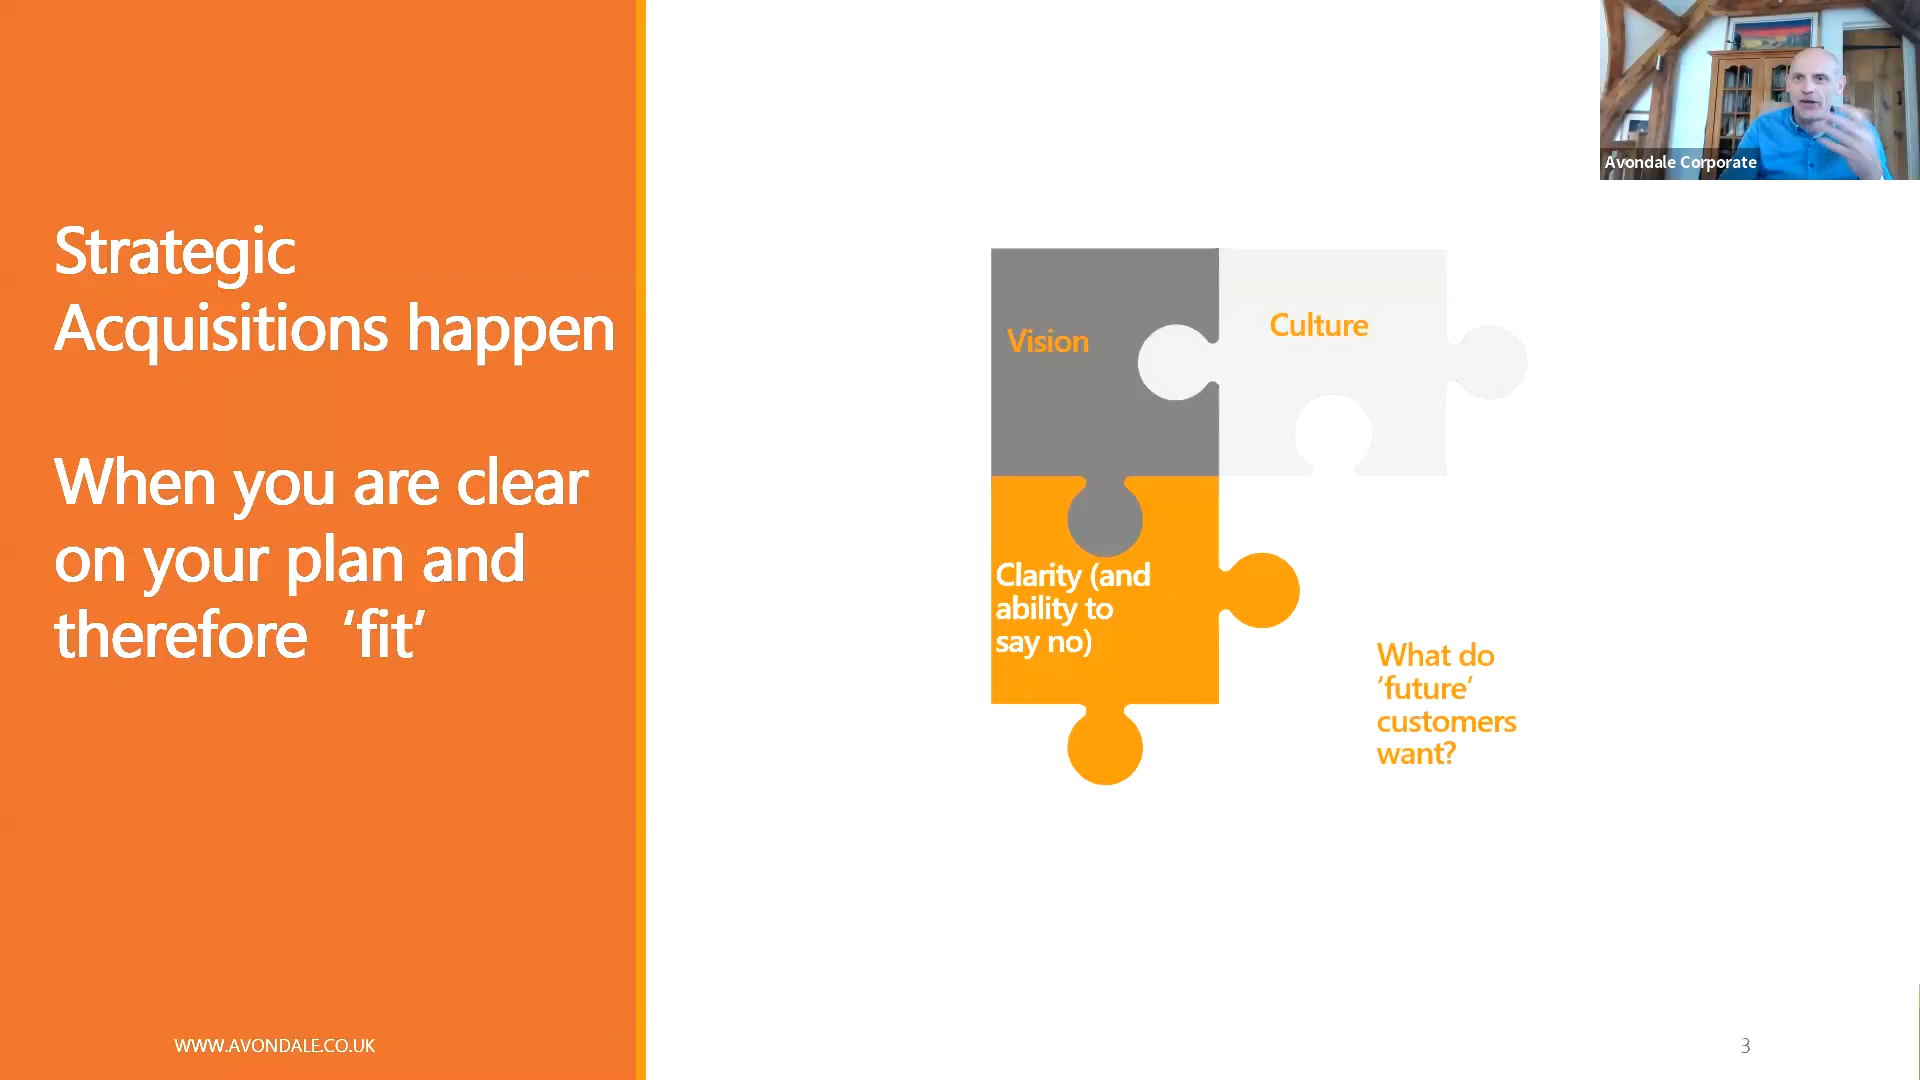 Avondale Corporate
Strategic
Acquisitions happen
When you are clear
on your plan and
therefore  ‘fit’
Vision
Culture
Clarity (and
ability to
say no)
What do
‘future’
customers
want?
WWW.AVONDALE.CO.UK
3